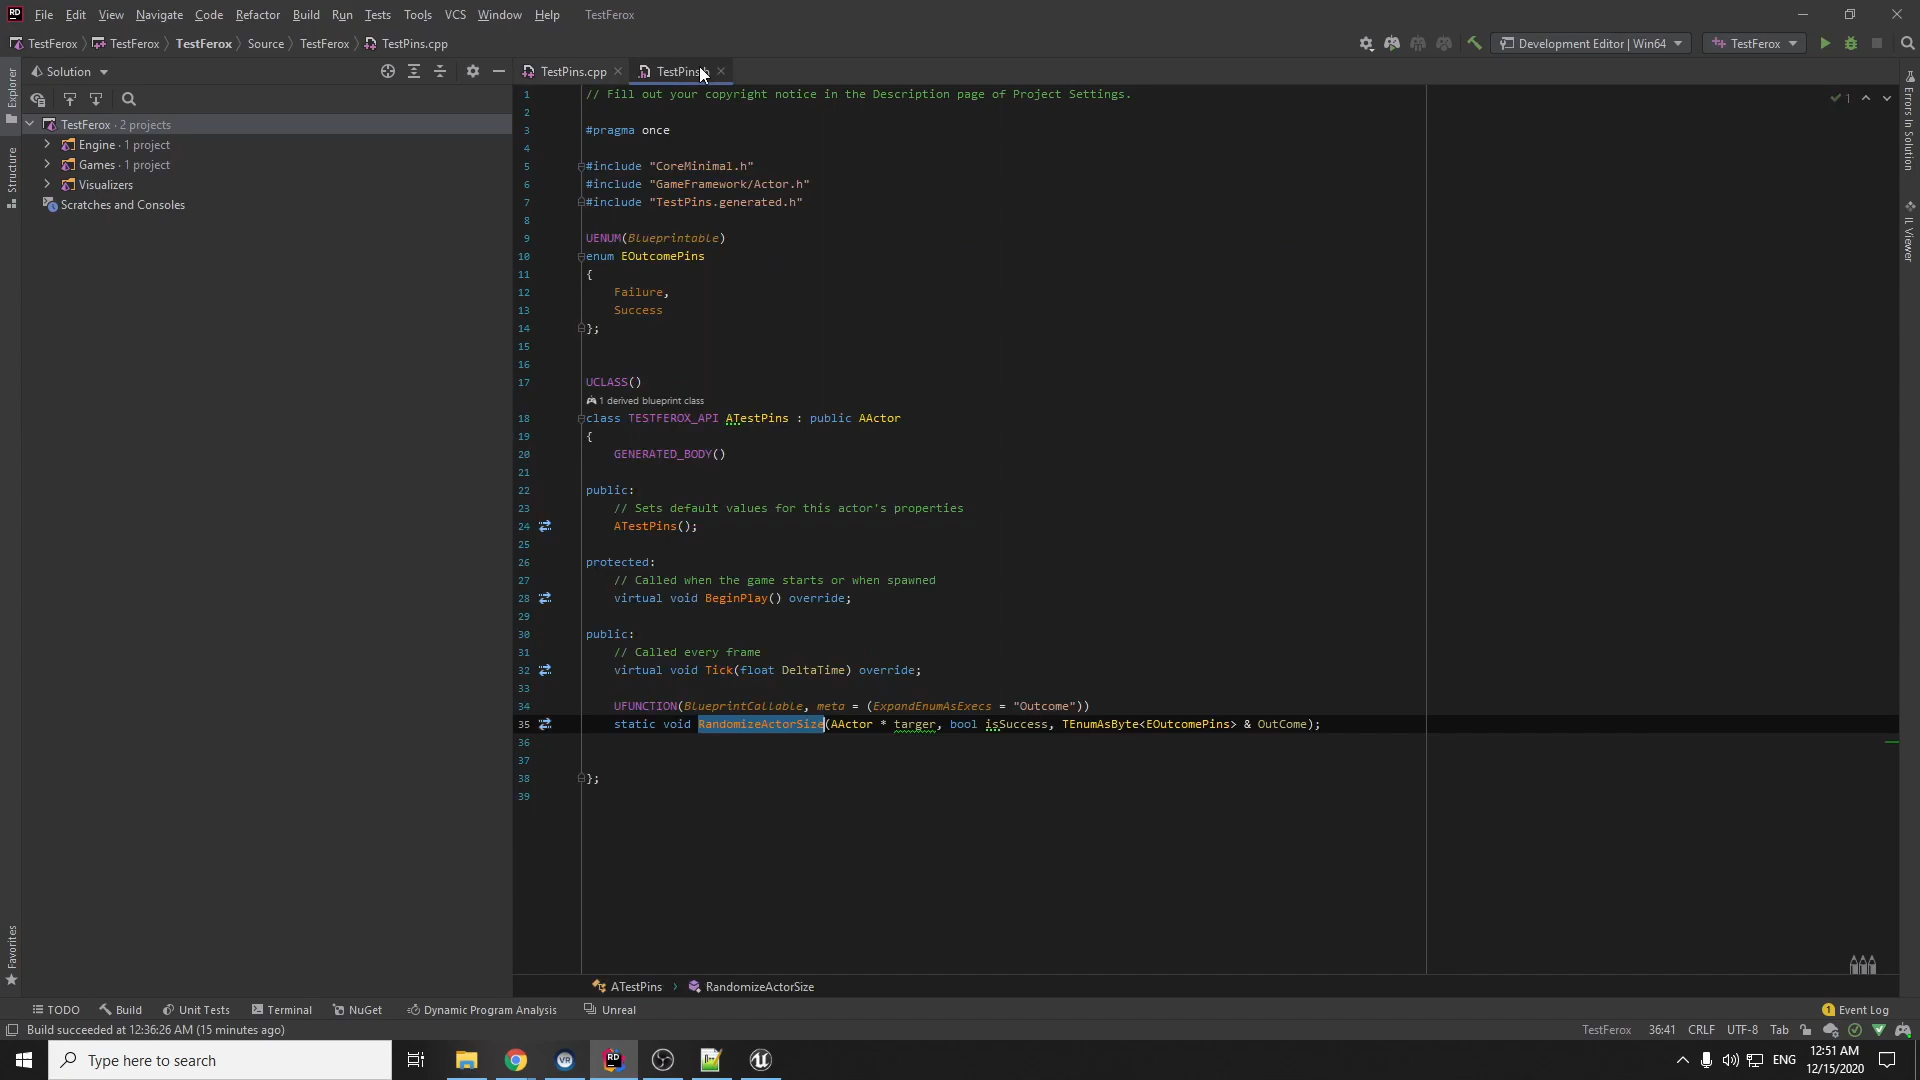 File Edit View Navigate Code Refactor Build Run Tests Tools VCS Window Help TestFerox
TestFerox TestFerox TestFerox Source TestFerox TestPins.cpp Development Editor | Win64 TestFerox
Solution
TestPins.cpp TestPins.h
Explorer
Structure
Favorites
TestFerox · 2 projects
Engine · 1 project
Games · 1 project
Visualizers
Scratches and Consoles
1 // Fill out your copyright notice in the Description page of Project Settings.
2
3 #pragma once
4
5 #include "CoreMinimal.h"
6 #include "GameFramework/Actor.h"
7 #include "TestPins.generated.h"
8
9 UENUM(Blueprintable)
10 enum EOutcomePins
11 {
12 Failure,
13 Success
14 };
15
16
17 UCLASS()
1 derived blueprint class
18 class TESTFEROX_API ATestPins : public AActor
19 {
20 GENERATED_BODY()
21
22 public:
23 // Sets default values for this actor's properties
24 ATestPins();
25
26 protected:
27 // Called when the game starts or when spawned
28 virtual void BeginPlay() override;
29
30 public:
31 // Called every frame
32 virtual void Tick(float DeltaTime) override;
33
34 UFUNCTION(BlueprintCallable, meta = (ExpandEnumAsExecs = "Outcome"))
35 static void RandomizeActorSize(AActor * targer, bool isSuccess, TEnumAsByte<EOutcomePins> & OutCome);
36
37
38 };
39
1
Errors In Solution
IL Viewer
ATestPins › RandomizeActorSize
TODO Build Unit Tests Terminal NuGet Dynamic Program Analysis Unreal 1 Event Log
Build succeeded at 12:36:26 AM (15 minutes ago) TestFerox 36:41 CRLF UTF-8 Tab
Type here to search
ENG
12:51 AM
12/15/2020